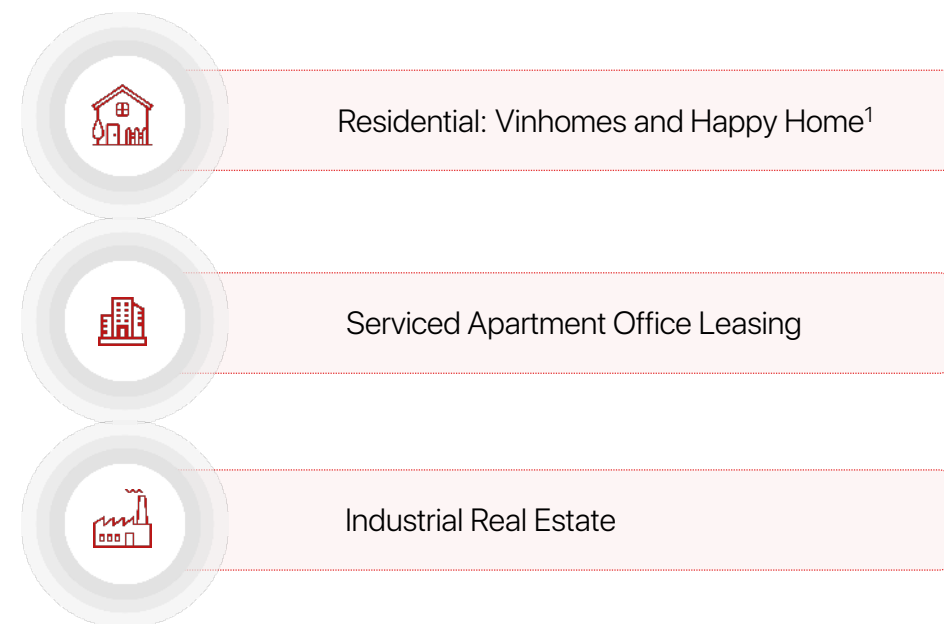 Residential: Vinhomes and Happy Home¹
Serviced Apartment Office Leasing
Industrial Real Estate